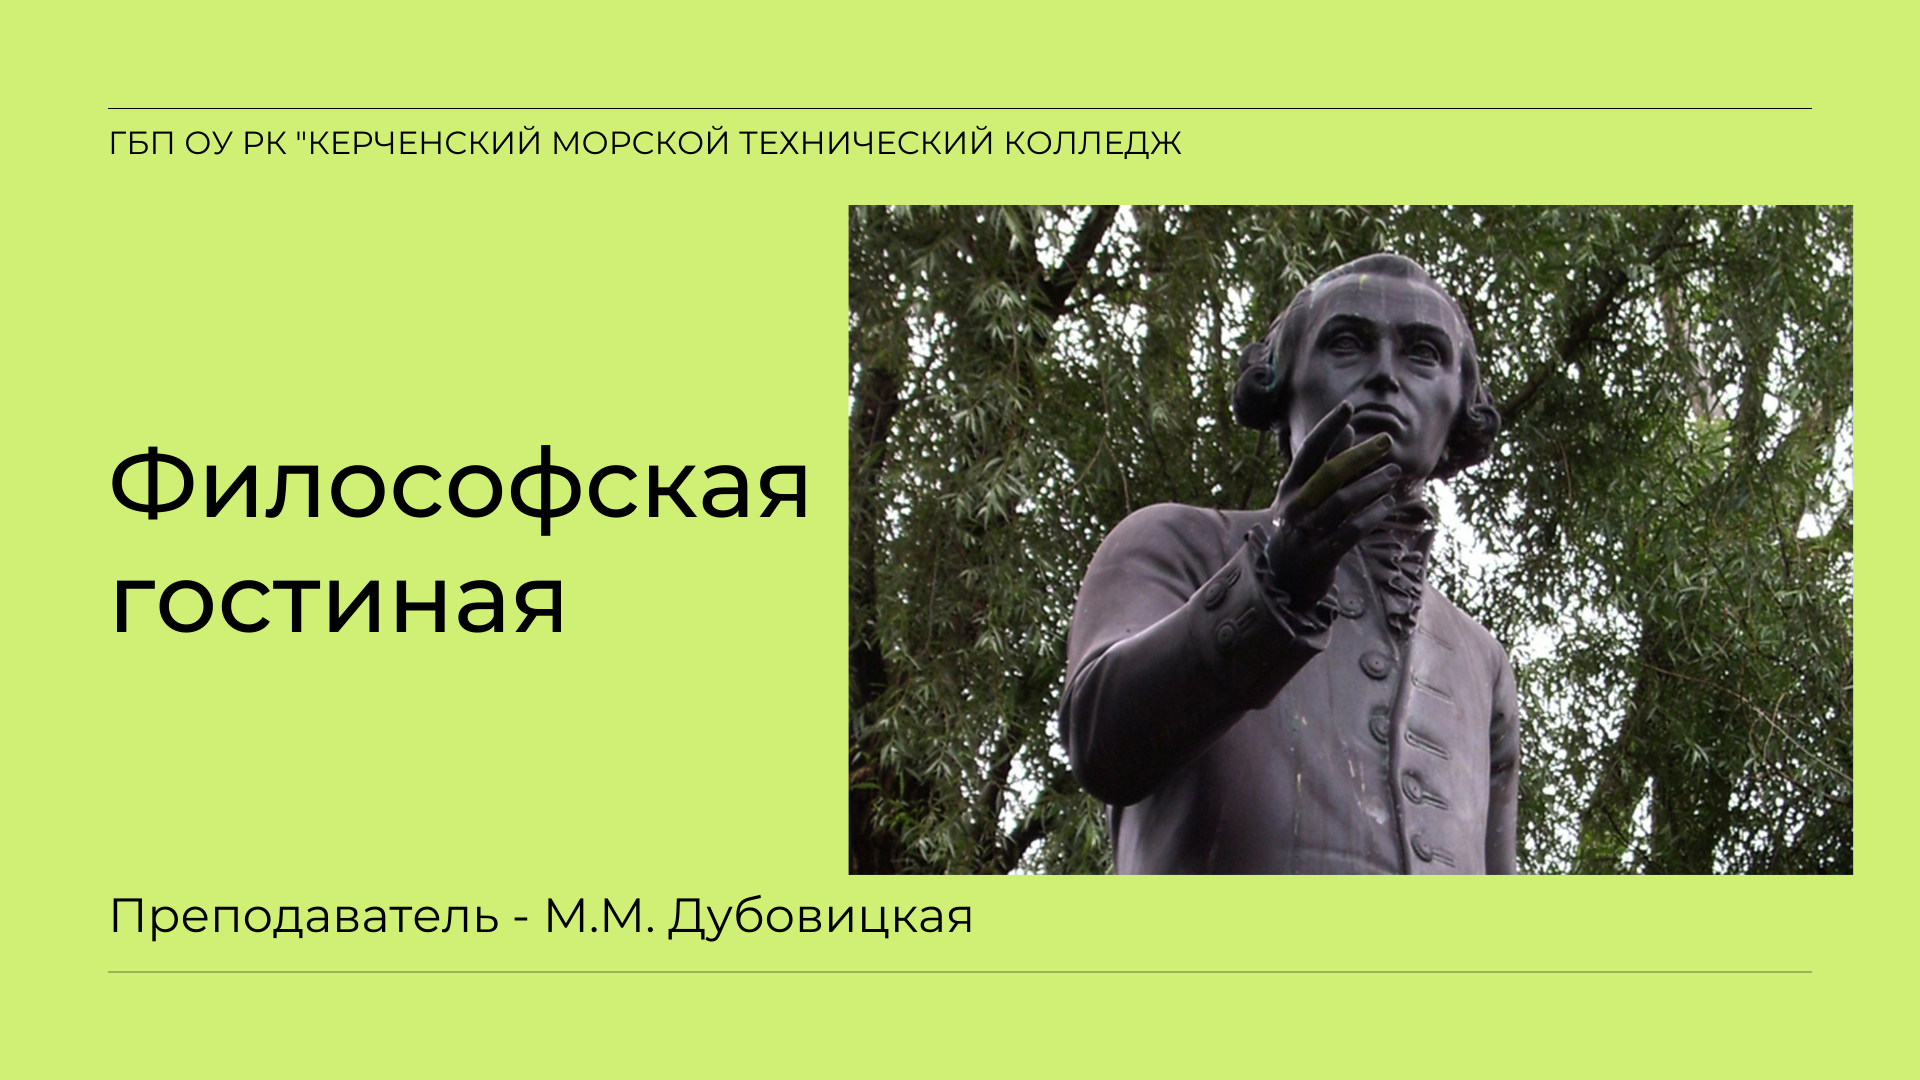 ГБП ОУ РК "КЕРЧЕНСКИЙ МОРСКОЙ ТЕХНИЧЕСКИЙ КОЛЛЕДЖ
Философская
гостиная
Преподаватель - М.М. Дубовицкая